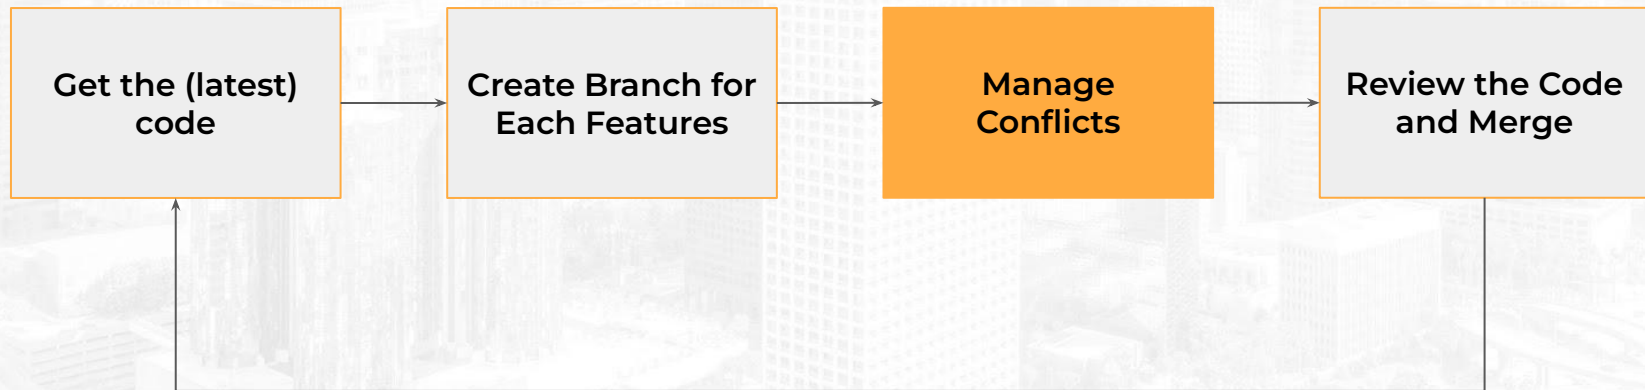 Get the (latest)
code
Create Branch for
Each Features
Manage
Conflicts
Review the Code
and Merge